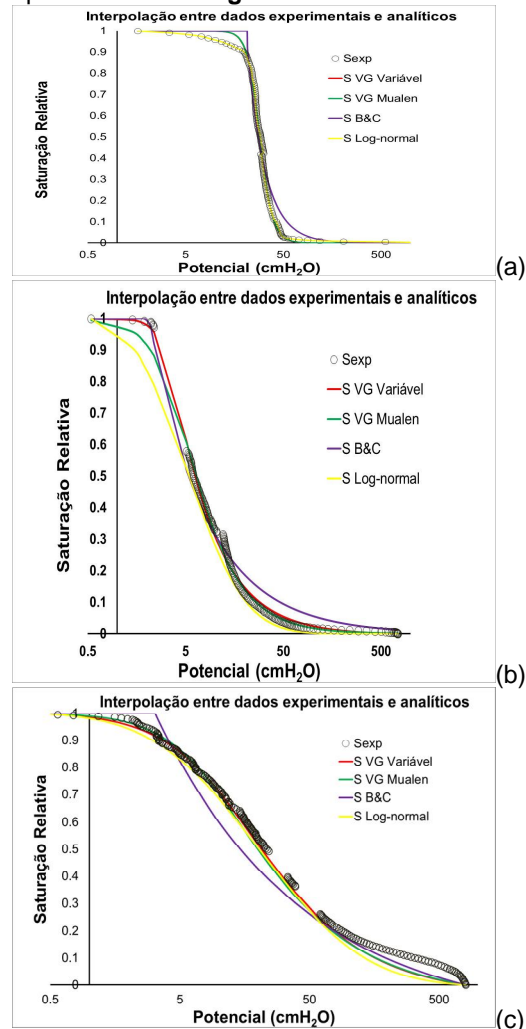 Interpolação entre dados experimentais e analíticos
1
0.9
0.8
0.7
0.6
0.5
0.4
0.3
0.2
0.1
0
Saturação Relativa
Sexp
S VG Variável
S VG Mualen
S B&C
S Log-normal
0.5 5 50 500
Potencial (cmH₂O)
(a)
Interpolação entre dados experimentais e analíticos
1
0.9
0.8
0.7
0.6
0.5
0.4
0.3
0.2
0.1
0
Saturação Relativa
Sexp
S VG Variável
S VG Mualen
S B&C
S Log-normal
0.5 5 50 500
Potencial (cmH₂O)
(b)
Interpolação entre dados experimentais e analíticos
1
0.9
0.8
0.7
0.6
0.5
0.4
0.3
0.2
0.1
0
Saturação Relativa
Sexp
S VG Variável
S VG Mualen
S B&C
S Log-normal
0.5 5 50 500
Potencial (cmH₂O)
(c)